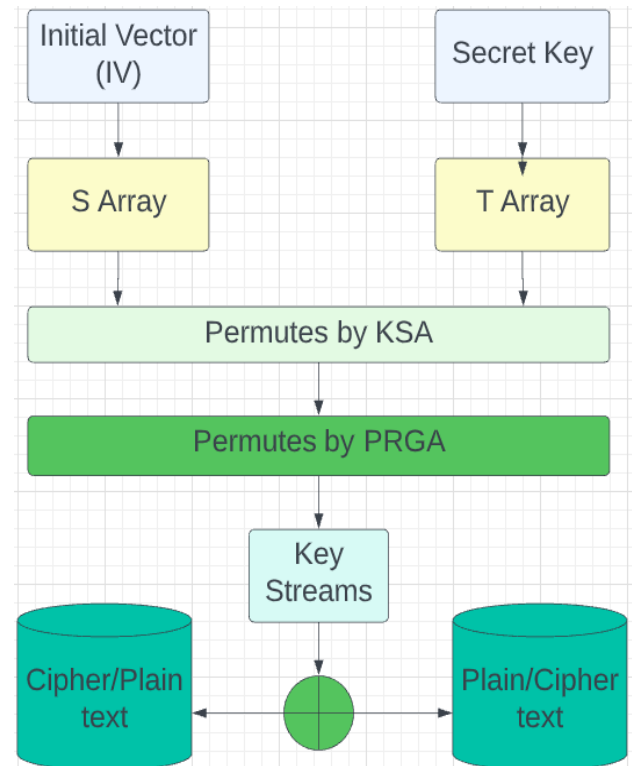 Initial Vector
(IV)
Secret Key
S Array
T Array
Permutes by KSA
Permutes by PRGA
Key
Streams
Cipher/Plain
text
Plain/Cipher
text